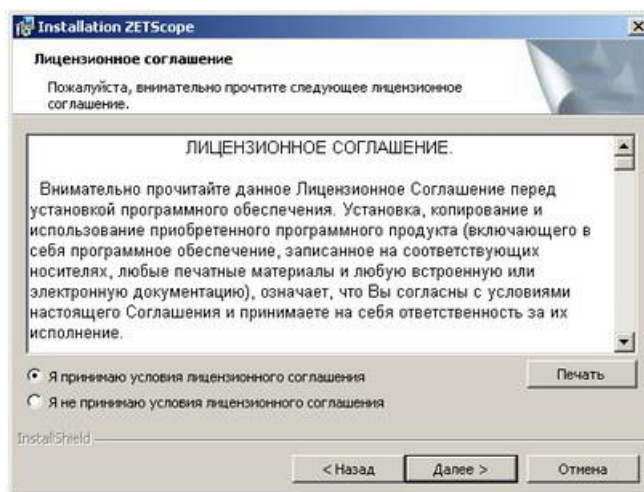 Installation ZETScope
Лицензионное соглашение
Пожалуйста, внимательно прочтите следующее лицензионное
соглашение.
ЛИЦЕНЗИОННОЕ СОГЛАШЕНИЕ.
Внимательно прочитайте данное Лицензионное Соглашение перед
установкой программного обеспечения. Установка, копирование и
использование приобретенного программного продукта (включающего в
себя программное обеспечение, записанное на соответствующих
носителях, любые печатные материалы и любую встроенную или
электронную документацию), означает, что Вы согласны с условиями
настоящего Соглашения и принимаете на себя ответственность за их
исполнение.
Я принимаю условия лицензионного соглашения
Печать
Я не принимаю условия лицензионного соглашения
InstallShield
< Назад
Далее >
Отмена